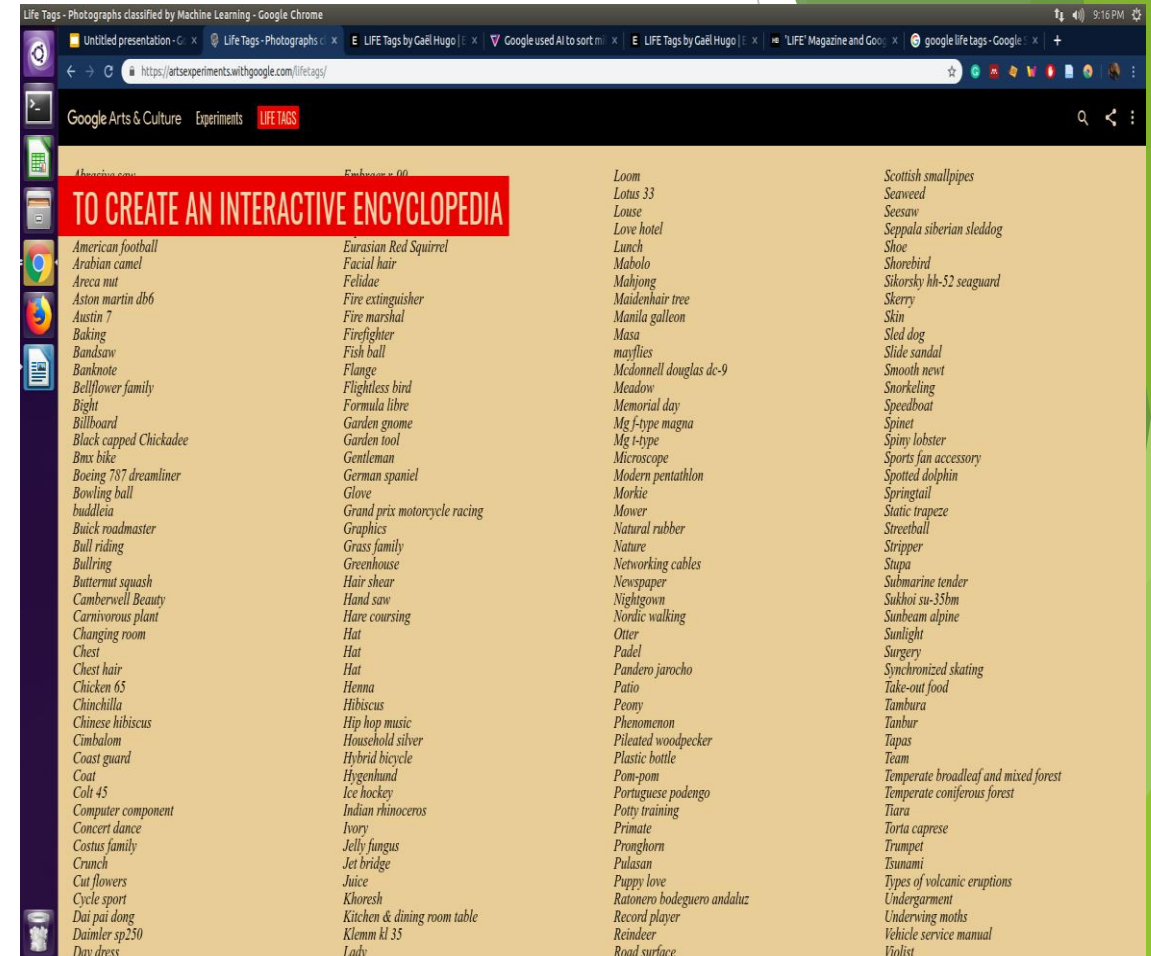 Life Tags - Photographs classified by Machine Learning - Google Chrome
9:16 PM
Untitled presentation - Go
Life Tags - Photographs cl
LIFE Tags by Gaël Hugo | E
Google used AI to sort mil
LIFE Tags by Gaël Hugo | E
'LIFE' Magazine and Goog
google life tags - Google S
https://artsexperiments.withgoogle.com/lifetags/
Google Arts & Culture Experiments LIFE TAGS
TO CREATE AN INTERACTIVE ENCYCLOPEDIA
Abrasive saw
American football
Arabian camel
Areca nut
Aston martin db6
Austin 7
Baking
Bandsaw
Banknote
Bellflower family
Bight
Billboard
Black capped Chickadee
Bmx bike
Boeing 787 dreamliner
Bowling ball
buddleia
Buick roadmaster
Bull riding
Bullring
Butternut squash
Camberwell Beauty
Carnivorous plant
Changing room
Chest
Chest hair
Chicken 65
Chinchilla
Chinese hibiscus
Cimbalom
Coast guard
Coat
Colt 45
Computer component
Concert dance
Costus family
Crunch
Cut flowers
Cycle sport
Dai pai dong
Daimler sp250
Day dress
Eurasian Red Squirrel
Facial hair
Felidae
Fire extinguisher
Fire marshal
Firefighter
Fish ball
Flange
Flightless bird
Formula libre
Garden gnome
Garden tool
Gentleman
German spaniel
Glove
Grand prix motorcycle racing
Graphics
Grass family
Greenhouse
Hair shear
Hand saw
Hare coursing
Hat
Hat
Hat
Henna
Hibiscus
Hip hop music
Household silver
Hybrid bicycle
Hygenhund
Ice hockey
Indian rhinoceros
Ivory
Jelly fungus
Jet bridge
Juice
Khoresh
Kitchen & dining room table
Klemm kl 35
Lady
Loom
Lotus 33
Louse
Love hotel
Lunch
Mabolo
Mahjong
Maidenhair tree
Manila galleon
Masa
mayflies
Mcdonnell douglas dc-9
Meadow
Memorial day
Mg f-type magna
Mg t-type
Microscope
Modern pentathlon
Morkie
Mower
Natural rubber
Nature
Networking cables
Newspaper
Nightgown
Nordic walking
Otter
Padel
Pandero jarocho
Patio
Peony
Phenomenon
Pileated woodpecker
Plastic bottle
Pom-pom
Portuguese podengo
Potty training
Primate
Pronghorn
Pulasan
Puppy love
Ratonero bodeguero andaluz
Record player
Reindeer
Road surface
Scottish smallpipes
Seaweed
Seesaw
Seppala siberian sleddog
Shoe
Shorebird
Sikorsky hh-52 seaguard
Skerry
Skin
Sled dog
Slide sandal
Smooth newt
Snorkeling
Speedboat
Spinet
Spiny lobster
Sports fan accessory
Spotted dolphin
Springtail
Static trapeze
Streetball
Stripper
Stupa
Submarine tender
Sukhoi su-35bm
Sunbeam alpine
Sunlight
Surgery
Synchronized skating
Take-out food
Tambura
Tanbur
Tapas
Team
Temperate broadleaf and mixed forest
Temperate coniferous forest
Tiara
Torta caprese
Trumpet
Tsunami
Types of volcanic eruptions
Undergarment
Underwing moths
Vehicle service manual
Violist